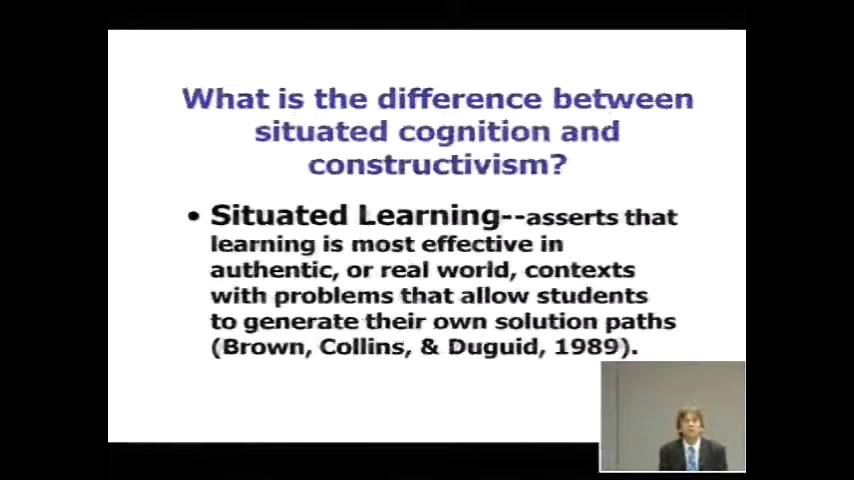 What is the difference between
situated cognition and
constructivism?
• Situated Learning--asserts that
learning is most effective in
authentic, or real world, contexts
with problems that allow students
to generate their own solution paths
(Brown, Collins, & Duguid, 1989).